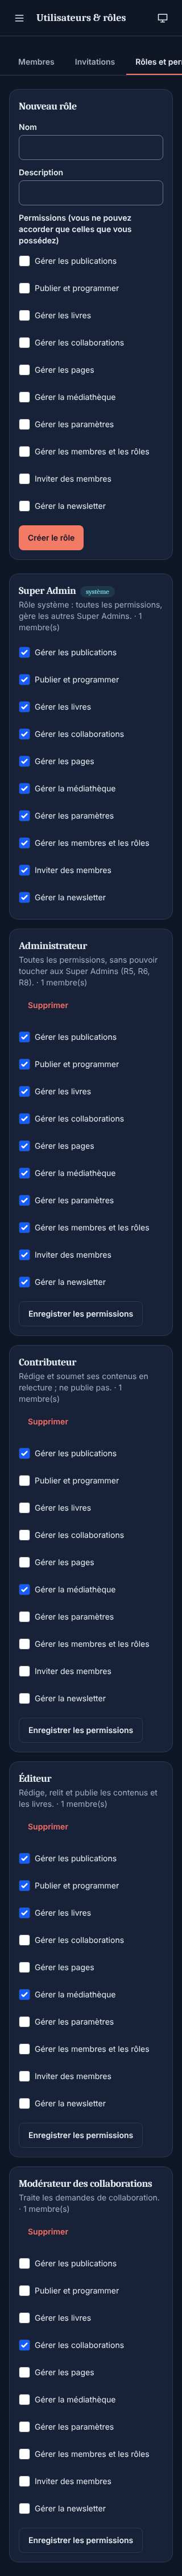 Utilisateurs & rôles
Membres Invitations Rôles et per
Nouveau rôle
Nom
Description
Permissions (vous ne pouvez
accorder que celles que vous
possédez)
Gérer les publications
Publier et programmer
Gérer les livres
Gérer les collaborations
Gérer les pages
Gérer la médiathèque
Gérer les paramètres
Gérer les membres et les rôles
Inviter des membres
Gérer la newsletter
Créer le rôle
Super Admin système
Rôle système : toutes les permissions,
gère les autres Super Admins. · 1
membre(s)
Gérer les publications
Publier et programmer
Gérer les livres
Gérer les collaborations
Gérer les pages
Gérer la médiathèque
Gérer les paramètres
Gérer les membres et les rôles
Inviter des membres
Gérer la newsletter
Administrateur
Toutes les permissions, sans pouvoir
toucher aux Super Admins (R5, R6,
R8). · 1 membre(s)
Supprimer
Gérer les publications
Publier et programmer
Gérer les livres
Gérer les collaborations
Gérer les pages
Gérer la médiathèque
Gérer les paramètres
Gérer les membres et les rôles
Inviter des membres
Gérer la newsletter
Enregistrer les permissions
Contributeur
Rédige et soumet ses contenus en
relecture ; ne publie pas. · 1
membre(s)
Supprimer
Gérer les publications
Publier et programmer
Gérer les livres
Gérer les collaborations
Gérer les pages
Gérer la médiathèque
Gérer les paramètres
Gérer les membres et les rôles
Inviter des membres
Gérer la newsletter
Enregistrer les permissions
Éditeur
Rédige, relit et publie les contenus et
les livres. · 1 membre(s)
Supprimer
Gérer les publications
Publier et programmer
Gérer les livres
Gérer les collaborations
Gérer les pages
Gérer la médiathèque
Gérer les paramètres
Gérer les membres et les rôles
Inviter des membres
Gérer la newsletter
Enregistrer les permissions
Modérateur des collaborations
Traite les demandes de collaboration.
· 1 membre(s)
Supprimer
Gérer les publications
Publier et programmer
Gérer les livres
Gérer les collaborations
Gérer les pages
Gérer la médiathèque
Gérer les paramètres
Gérer les membres et les rôles
Inviter des membres
Gérer la newsletter
Enregistrer les permissions